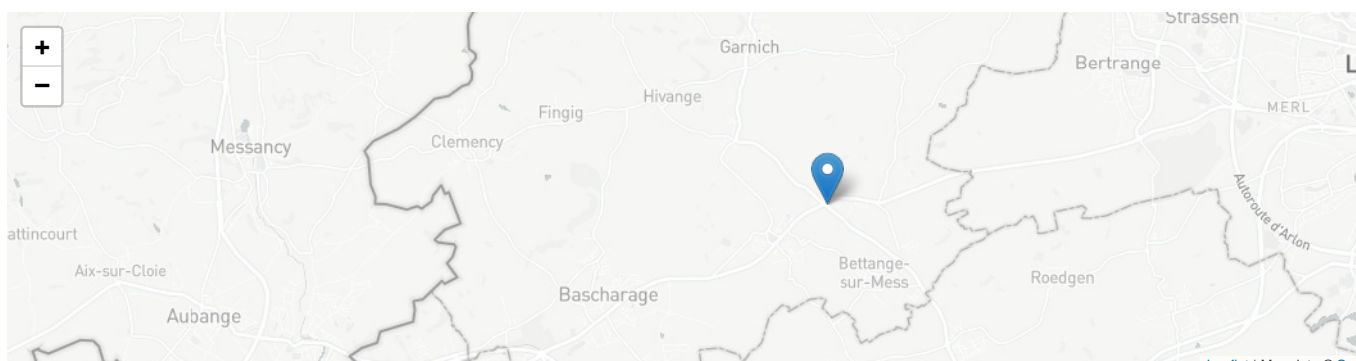 Strassen
+
Garnich
Bertrange
−
Hivange
MERL
Fingig
Clemency
Messancy
Autoroute d'Arlon
attincourt
Bettange-
sur-Mess
Aix-sur-Cloie
Roedgen
Bascharage
Aubange